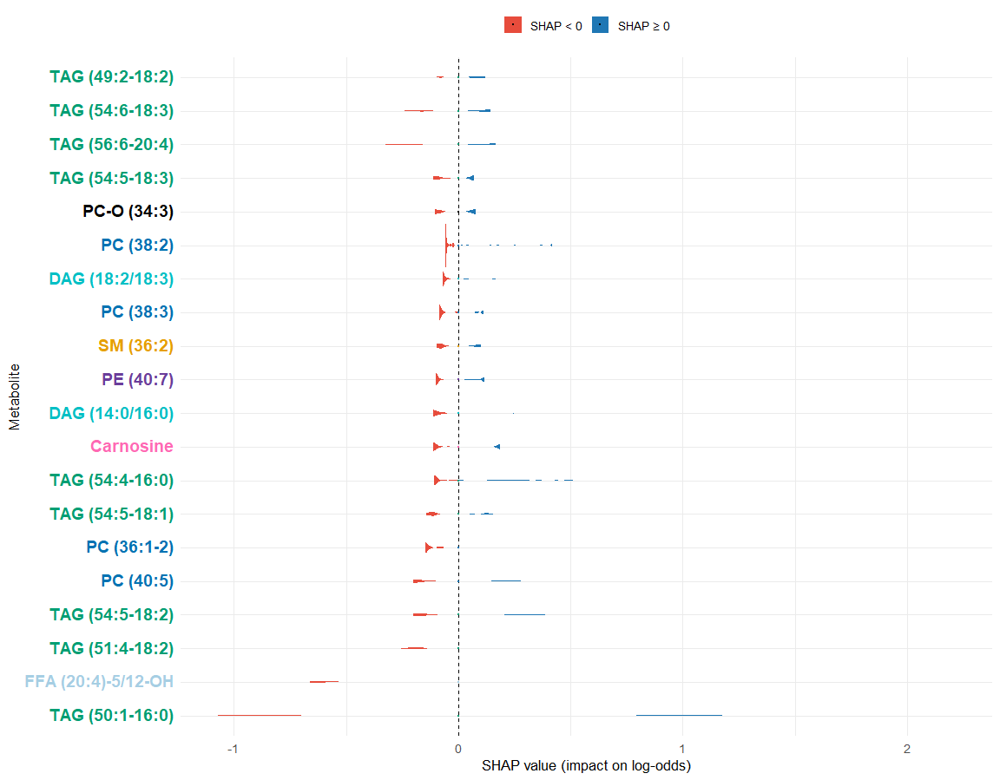 SHAP < 0 SHAP ≥ 0
TAG (49:2-18:2)
TAG (54:6-18:3)
TAG (56:6-20:4)
TAG (54:5-18:3)
PC-O (34:3)
PC (38:2)
DAG (18:2/18:3)
PC (38:3)
SM (36:2)
PE (40:7)
DAG (14:0/16:0)
Carnosine
TAG (54:4-16:0)
TAG (54:5-18:1)
PC (36:1-2)
PC (40:5)
TAG (54:5-18:2)
TAG (51:4-18:2)
FFA (20:4)-5/12-OH
TAG (50:1-16:0)
Metabolite
-1 0 1 2
SHAP value (impact on log-odds)